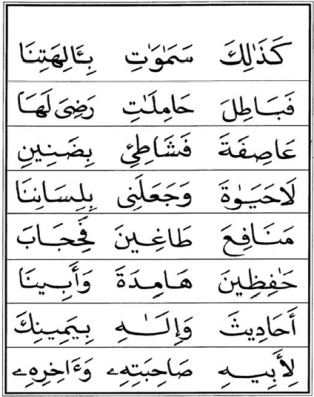 كَذَٰلِكَ سَمَٰوَٰتٍ بِـَٔالِهَتِنَا
فَبَاطِلَ حَامِلَٰتِ رَضِىَ لَهَا
عَاصِفَةَ فَشَاطِئِ بِضَنِينٍ
لَاحَيَوٰةَ وَجَعَلَنِى بِلِسَانِنَا
مَنَافِعَ طَاغِينَ فَحِجَابَ
حَٰفِظِينَ هَامِدَةَ وَأَبِينَا
أَحَادِيثَ وَإِلَٰهِ بِيَمِينِكَ
لِأَبِيهِ صَاحِبَتِهِۦ وَءَاخِرِهِۦ